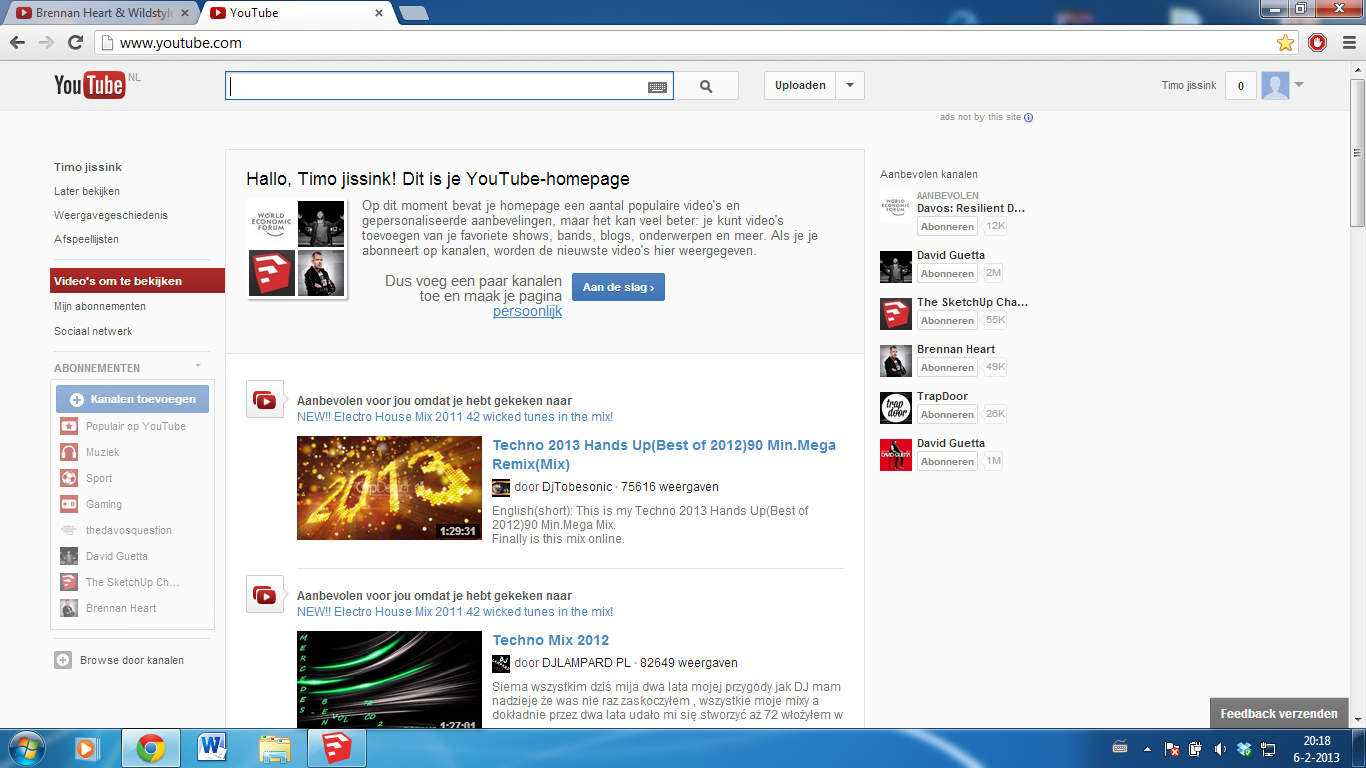 Brennan Heart & Wildstyl
YouTube
www.youtube.com
YouTube NL
Uploaden
Timo jissink
0
ads not by this site
Timo jissink
Later bekijken
Weergavegeschiedenis
Afspeellijsten
Video's om te bekijken
Mijn abonnementen
Sociaal netwerk
ABONNEMENTEN
Kanalen toevoegen
Populair op YouTube
Muziek
Sport
Gaming
thedavosquestion
David Guetta
The SketchUp Ch...
Brennan Heart
Browse door kanalen
Hallo, Timo jissink! Dit is je YouTube-homepage
WORLD
ECONOMIC
FORUM
Op dit moment bevat je homepage een aantal populaire video's en
gepersonaliseerde aanbevelingen, maar het kan veel beter: je kunt video's
toevoegen van je favoriete shows, bands, blogs, onderwerpen en meer. Als je je
abonneert op kanalen, worden de nieuwste video's hier weergegeven.
Dus voeg een paar kanalen
toe en maak je pagina
persoonlijk
Aan de slag ›
Aanbevolen voor jou omdat je hebt gekeken naar
NEW!! Electro House Mix 2011 42 wicked tunes in the mix!
2013
1:29:31
Techno 2013 Hands Up(Best of 2012)90 Min.Mega
Remix(Mix)
door DjTobesonic · 75616 weergaven
English(short): This is my Techno 2013 Hands Up(Best of
2012)90 Min.Mega Mix.
Finally is this mix online.
Aanbevolen voor jou omdat je hebt gekeken naar
NEW!! Electro House Mix 2011 42 wicked tunes in the mix!
1:27:01
Techno Mix 2012
door DJLAMPARD PL · 82649 weergaven
Siema wszystkim dziś mija dwa lata mojej przygody jak DJ mam
nadzieje że was nie raz zaskoczyłem , wszystkie moje mixy a
dokładnie przez dwa lata udało mi się stworzyć aż 72 włożyłem w
Aanbevolen kanalen
WORLD
ECONOMIC
FORUM
AANBEVOLEN
Davos: Resilient D...
Abonneren 12K
David Guetta
Abonneren 2M
The SketchUp Cha...
Abonneren 55K
Brennan Heart
Abonneren 49K
trap
door
TrapDoor
Abonneren 26K
DAVID GUETTA
David Guetta
Abonneren 1M
Feedback verzenden
20:18
6-2-2013